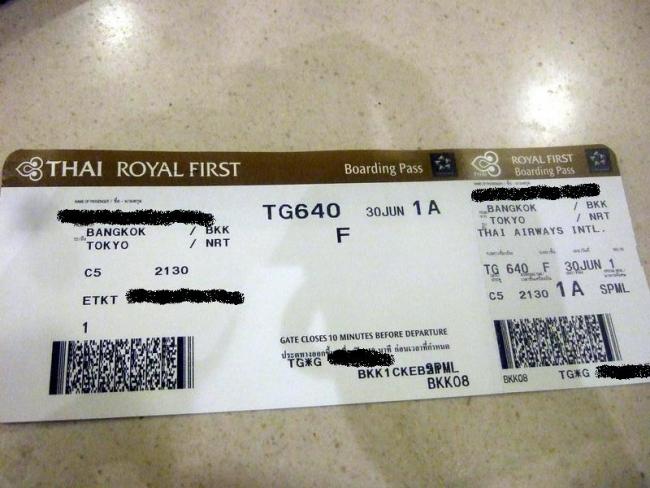 THAI ROYAL FIRST Boarding Pass
BANGKOK / BKK
TOKYO / NRT
TG640 30JUN 1A
F
C5 2130
ETKT
1
GATE CLOSES 10 MINUTES BEFORE DEPARTURE
TG*G
SPML
BKK08
ROYAL FIRST
Boarding Pass
BANGKOK / BKK
TOKYO / NRT
THAI AIRWAYS INTL.
TG 640 F 30JUN 1
C5 2130 1A SPML
BKK08 TG*G